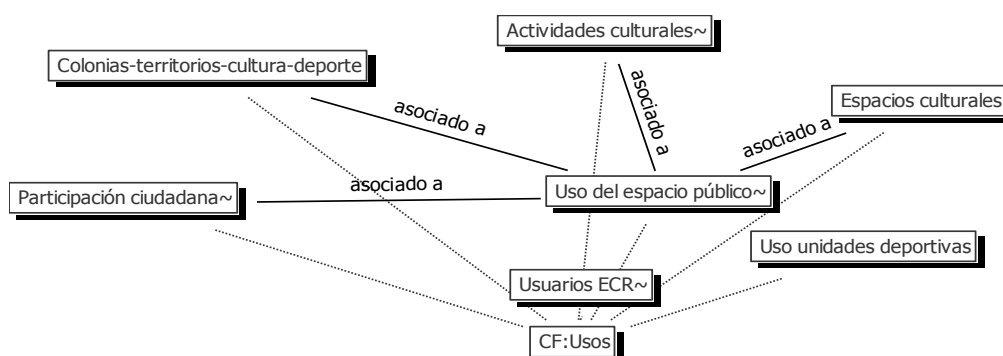 Actividades culturales~
Colonias-territorios-cultura-deporte
asociado a
asociado a
Espacios culturales
asociado a
Participación ciudadana~
asociado a
Uso del espacio público~
Uso unidades deportivas
Usuarios ECR~
CF:Usos